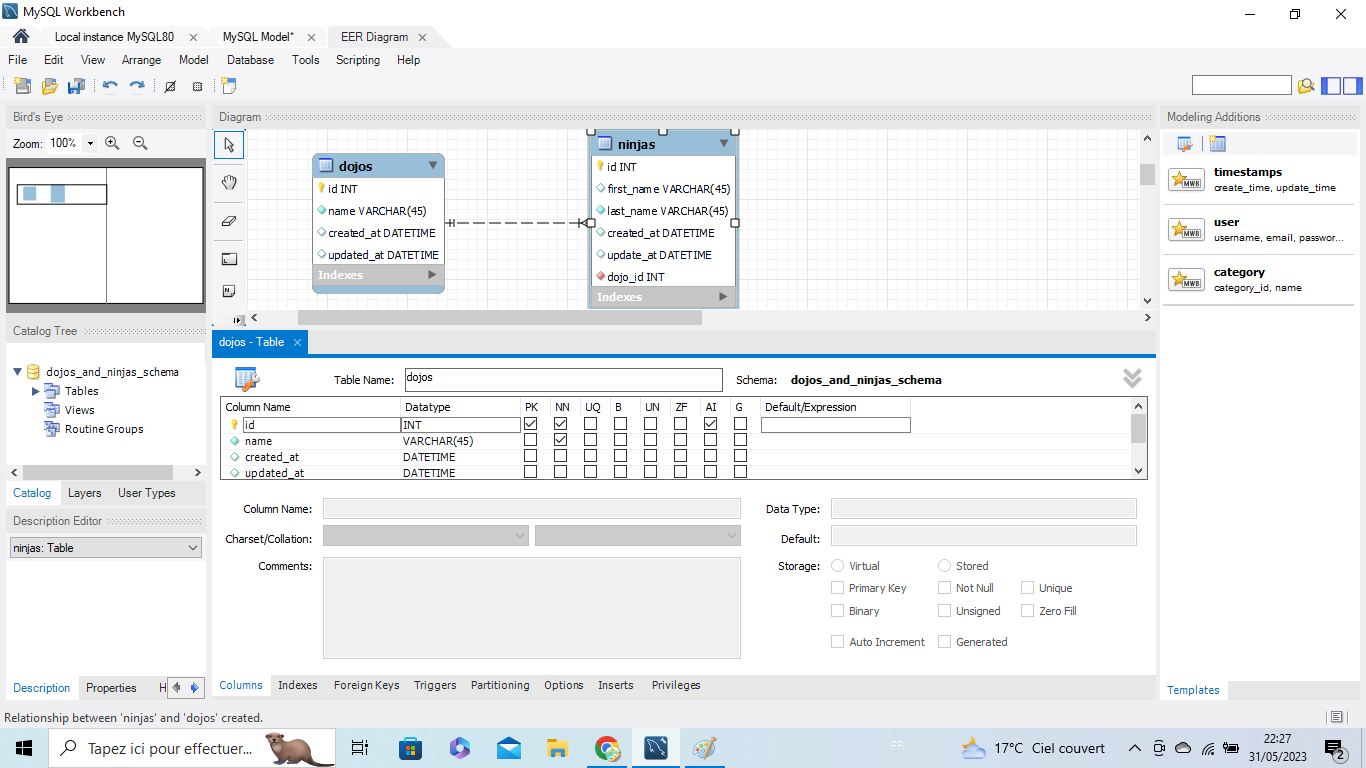 MySQL Workbench
Local instance MySQL80
MySQL Model*
EER Diagram
File Edit View Arrange Model Database Tools Scripting Help
Bird's Eye
Zoom: 100%
Diagram
dojos
id INT
name VARCHAR(45)
created_at DATETIME
updated_at DATETIME
Indexes
ninjas
id INT
first_name VARCHAR(45)
last_name VARCHAR(45)
created_at DATETIME
update_at DATETIME
dojo_id INT
Indexes
Modeling Additions
MWB
timestamps
create_time, update_time
MWB
user
username, email, passwor...
MWB
category
category_id, name
Catalog Tree
dojos_and_ninjas_schema
Tables
Views
Routine Groups
Catalog Layers User Types
Description Editor
ninjas: Table
Description Properties H
dojos - Table
Table Name: dojos Schema: dojos_and_ninjas_schema
Column Name Datatype PK NN UQ B UN ZF AI G Default/Expression
id INT
name VARCHAR(45)
created_at DATETIME
updated_at DATETIME
Column Name: Data Type:
Charset/Collation: Default:
Comments: Storage: Virtual Stored
Primary Key Not Null Unique
Binary Unsigned Zero Fill
Auto Increment Generated
Columns Indexes Foreign Keys Triggers Partitioning Options Inserts Privileges
Templates
Relationship between 'ninjas' and 'dojos' created.
Tapez ici pour effectuer...
FR
17°C Ciel couvert
22:27
31/05/2023
2